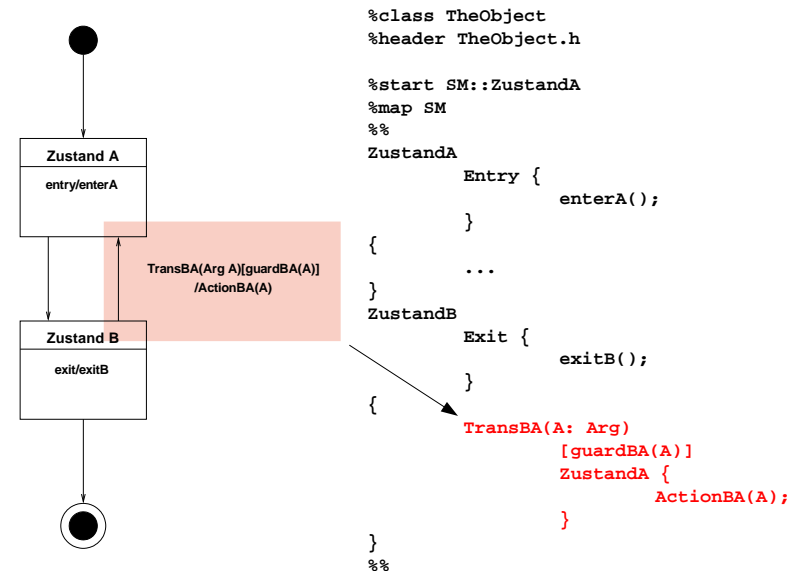 Zustand A
entry/enterA
TransBA(Arg A)[guardBA(A)]
/ActionBA(A)
Zustand B
exit/exitB
%class TheObject
%header TheObject.h
%start SM::ZustandA
%map SM
%%
ZustandA
Entry {
enterA();
}
{
...
}
ZustandB
Exit {
exitB();
}
{
TransBA(A: Arg)
[guardBA(A)]
ZustandA {
ActionBA(A);
}
}
%%